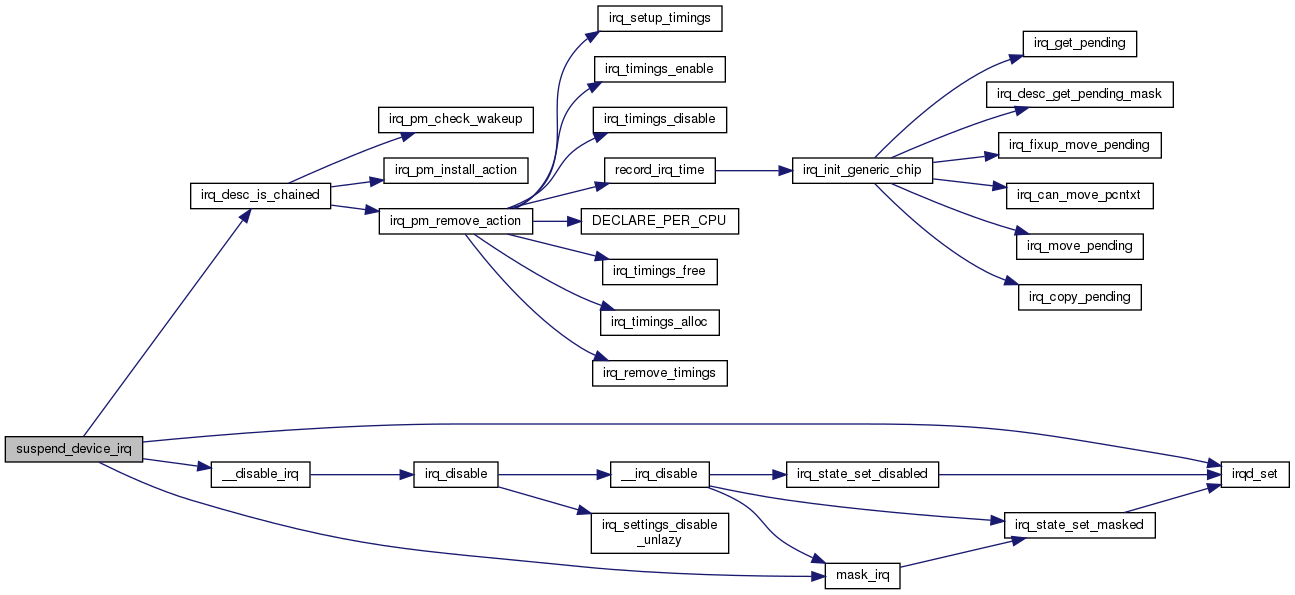 irq_setup_timings
irq_get_pending
irq_timings_enable
irq_desc_get_pending_mask
irq_pm_check_wakeup
irq_timings_disable
irq_fixup_move_pending
irq_pm_install_action
record_irq_time
irq_init_generic_chip
irq_desc_is_chained
irq_can_move_pcntxt
irq_pm_remove_action
DECLARE_PER_CPU
irq_move_pending
irq_timings_free
irq_copy_pending
irq_timings_alloc
irq_remove_timings
suspend_device_irq
__disable_irq
irq_disable
__irq_disable
irq_state_set_disabled
irqd_set
irq_settings_disable
_unlazy
irq_state_set_masked
mask_irq